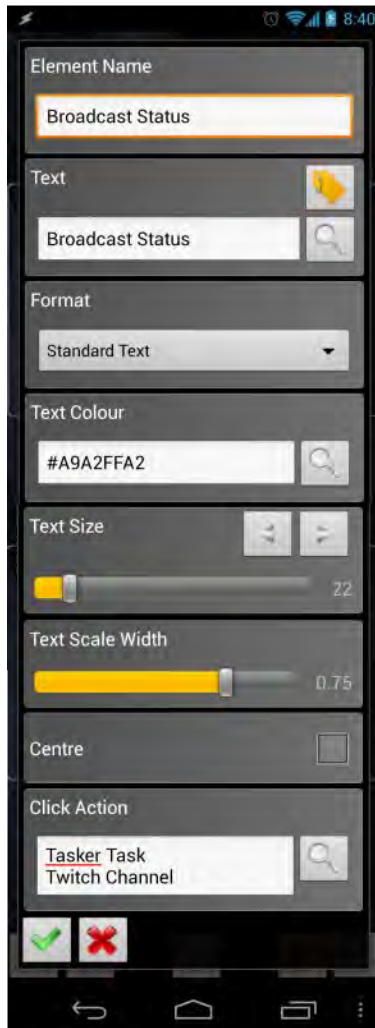 8:40
Element Name
Broadcast Status
Text
Broadcast Status
Format
Standard Text
Text Colour
#A9A2FFA2
Text Size
22
Text Scale Width
0.75
Centre
Click Action
Tasker Task
Twitch Channel